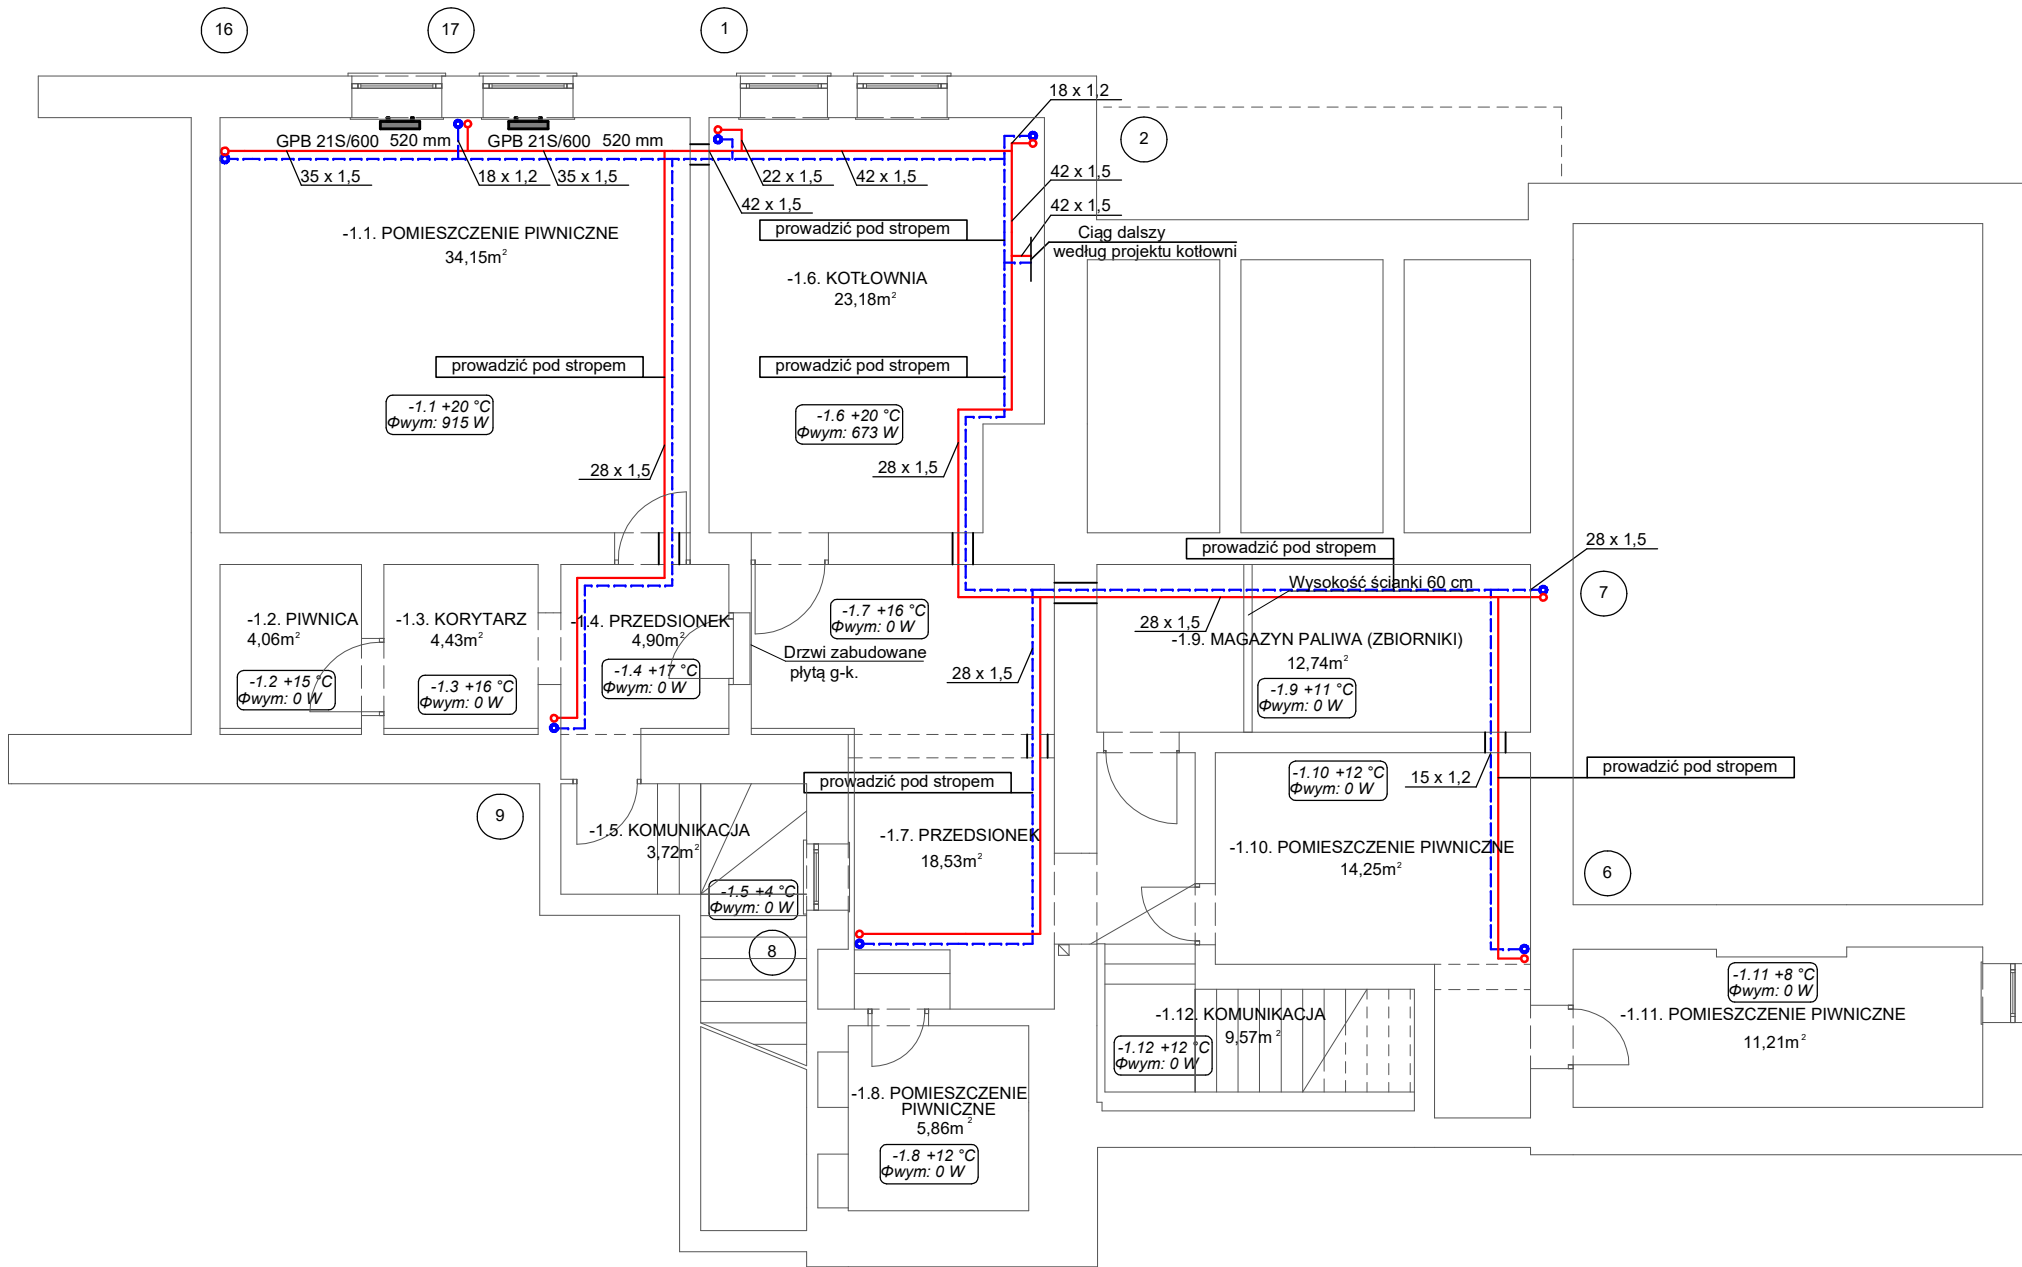 16
17
1
18 x 1,2
2
GPB 21S/600 520 mm
GPB 21S/600 520 mm
35 x 1,5
18 x 1,2
35 x 1,5
22 x 1,5
42 x 1,5
42 x 1,5
42 x 1,5
42 x 1,5
prowadzić pod stropem
Ciąg dalszy
według projektu kotłowni
-1.1. POMIESZCZENIE PIWNICZNE
34,15m²
-1.6. KOTŁOWNIA
23,18m²
prowadzić pod stropem
prowadzić pod stropem
-1.1 +20 °C
Φwym: 915 W
-1.6 +20 °C
Φwym: 673 W
28 x 1,5
28 x 1,5
prowadzić pod stropem
28 x 1,5
Wysokość ścianki 60 cm
7
-1.2. PIWNICA
4,06m²
-1.3. KORYTARZ
4,43m²
-1.4. PRZEDSIONEK
4,90m²
-1.7 +16 °C
Φwym: 0 W
28 x 1,5
-1.9. MAGAZYN PALIWA (ZBIORNIKI)
12,74m²
Drzwi zabudowane
płytą g-k.
28 x 1,5
-1.2 +15 °C
Φwym: 0 W
-1.3 +16 °C
Φwym: 0 W
-1.4 +17 °C
Φwym: 0 W
-1.9 +11 °C
Φwym: 0 W
prowadzić pod stropem
-1.10 +12 °C
Φwym: 0 W
15 x 1,2
prowadzić pod stropem
9
-1.5. KOMUNIKACJA
3,72m²
-1.7. PRZEDSIONEK
18,53m²
-1.10. POMIESZCZENIE PIWNICZNE
14,25m²
6
-1.5 +4 °C
Φwym: 0 W
8
-1.11 +8 °C
Φwym: 0 W
-1.12. KOMUNIKACJA
9,57m²
-1.11. POMIESZCZENIE PIWNICZNE
11,21m²
-1.12 +12 °C
Φwym: 0 W
-1.8. POMIESZCZENIE
PIWNICZNE
5,86m²
-1.8 +12 °C
Φwym: 0 W